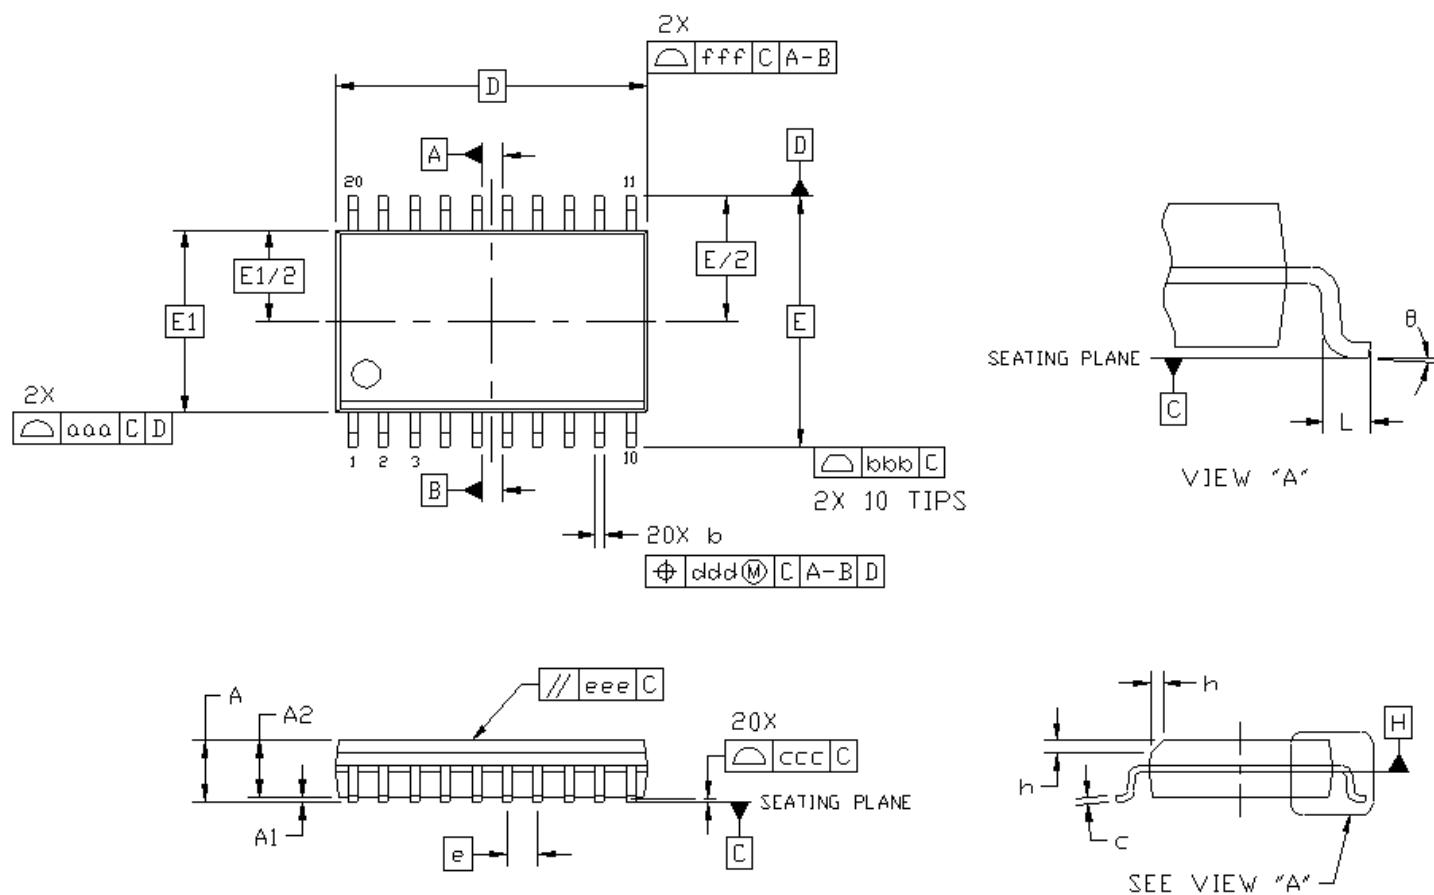 2X
⌓ fff C A-B
D
A
D
20
11
E1/2
E/2
E1
E
θ
SEATING PLANE
C
L
VIEW "A"
2X
⌓ aaa C D
1
2
3
10
B
⌓ bbb C
2X 10 TIPS
20X b
⌖ ddd Ⓜ C A-B D
// eee C
A
A2
A1
20X
⌓ ccc C
SEATING PLANE
C
e
h
h
H
c
SEE VIEW "A"